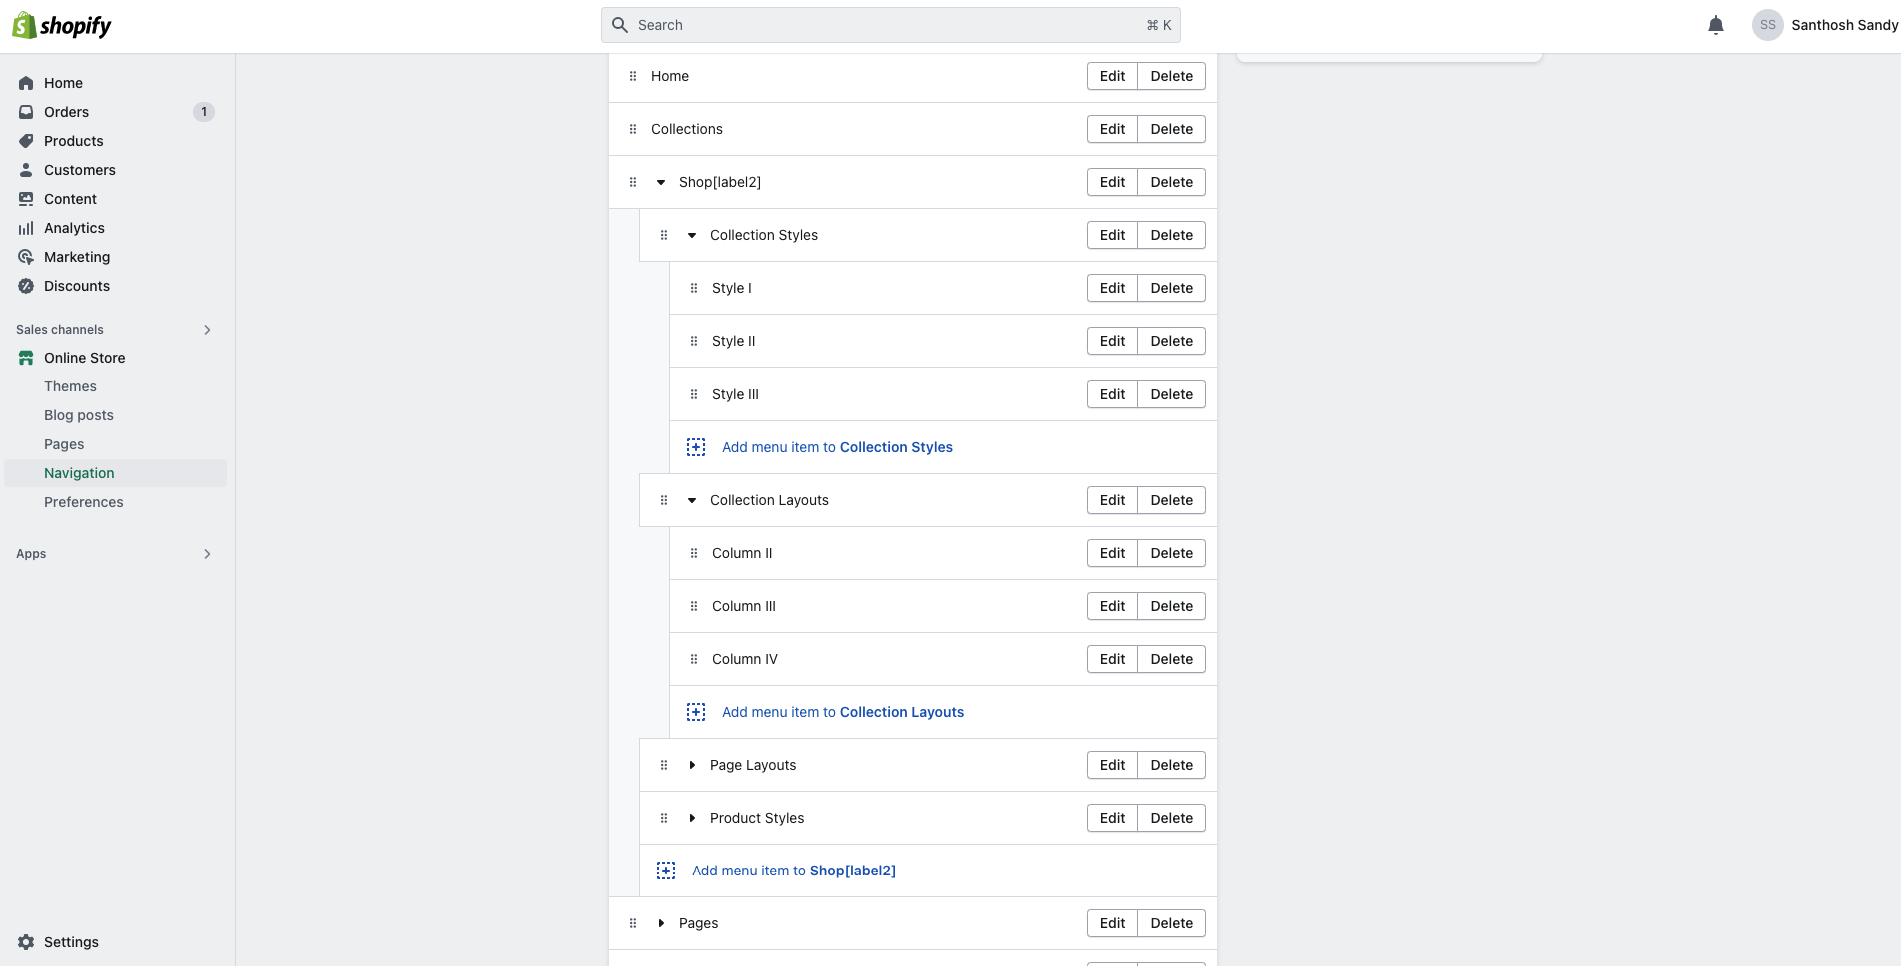 shopify
Search
⌘ K
SS
Santhosh Sandy
Home
Orders
1
Products
Customers
Content
Analytics
Marketing
Discounts
Sales channels
Online Store
Themes
Blog posts
Pages
Navigation
Preferences
Apps
Settings
Home Edit Delete
Collections Edit Delete
Shop[label2] Edit Delete
Collection Styles Edit Delete
Style I Edit Delete
Style II Edit Delete
Style III Edit Delete
Add menu item to Collection Styles
Collection Layouts Edit Delete
Column II Edit Delete
Column III Edit Delete
Column IV Edit Delete
Add menu item to Collection Layouts
Page Layouts Edit Delete
Product Styles Edit Delete
Add menu item to Shop[label2]
Pages Edit Delete